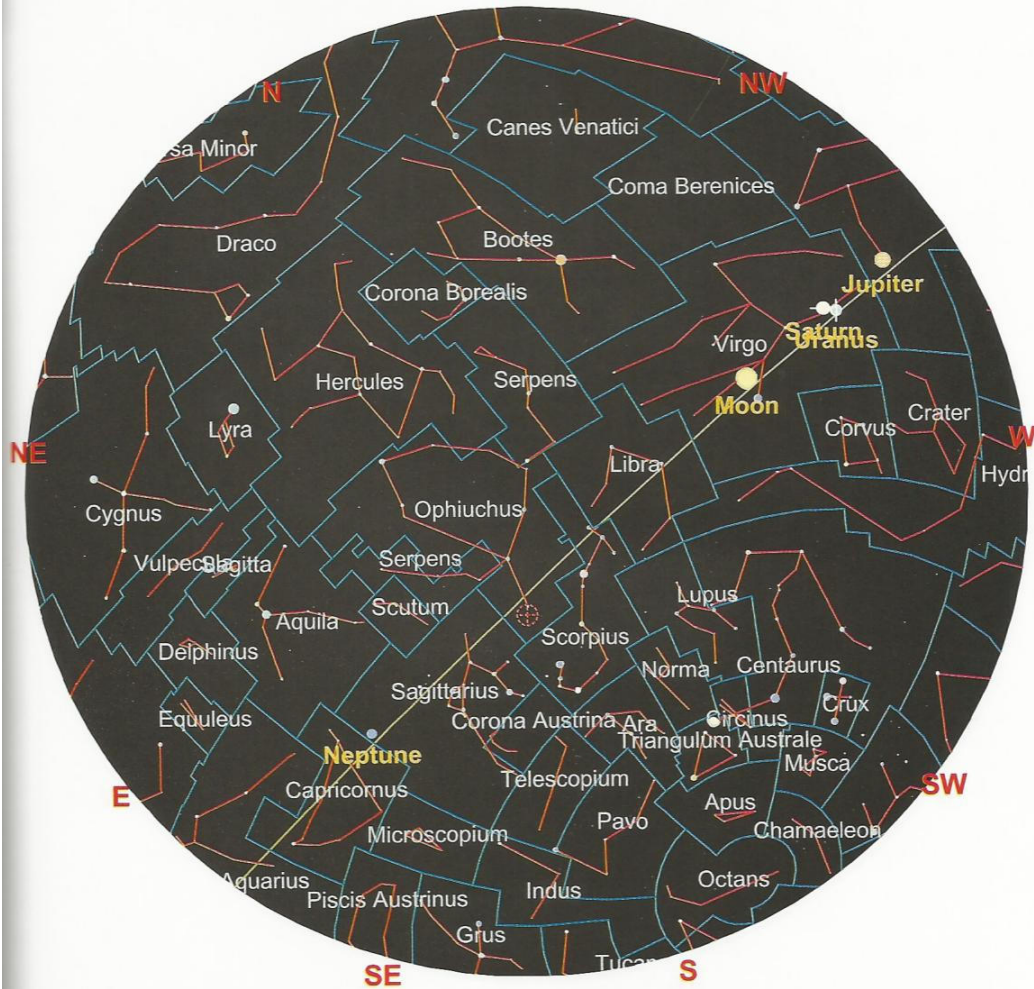 N
NW
Canes Venatici
sa Minor
Coma Berenices
Draco
Bootes
Jupiter
Corona Borealis
Saturn
Uranus
Virgo
Hercules
Serpens
Moon
Crater
Lyra
Corvus
W
NE
Libra
Hydr
Cygnus
Ophiuchus
Vulpecula
Sagitta
Serpens
Lupus
Scutum
Aquila
Scorpius
Delphinus
Norma
Centaurus
Sagittarius
Crux
Equuleus
Corona Austrina
Ara
Circinus
Triangulum Australe
Neptune
Musca
Telescopium
SW
E
Capricornus
Apus
Pavo
Chamaeleon
Microscopium
Aquarius
Octans
Indus
Piscis Austrinus
Grus
Tucan
SE
S